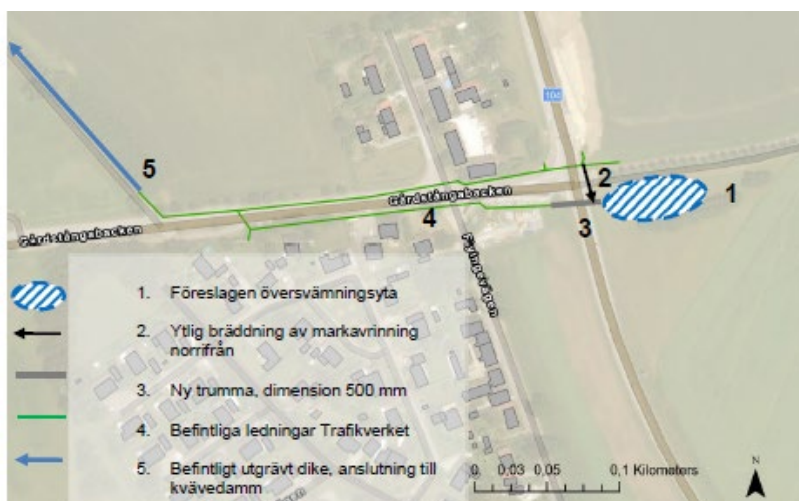 104
5
2
1
Gårdstångabacken
4
3
Gårdstångabacken
Flyingevägen
1. Föreslagen översvämningsyta
2. Ytlig bräddning av markavrinning
norrifrån
3. Ny trumma, dimension 500 mm
4. Befintliga ledningar Trafikverket
5. Befintligt utgrävt dike, anslutning till
kvävedamm
0 0,03 0,05 0,1 Kilometers
N